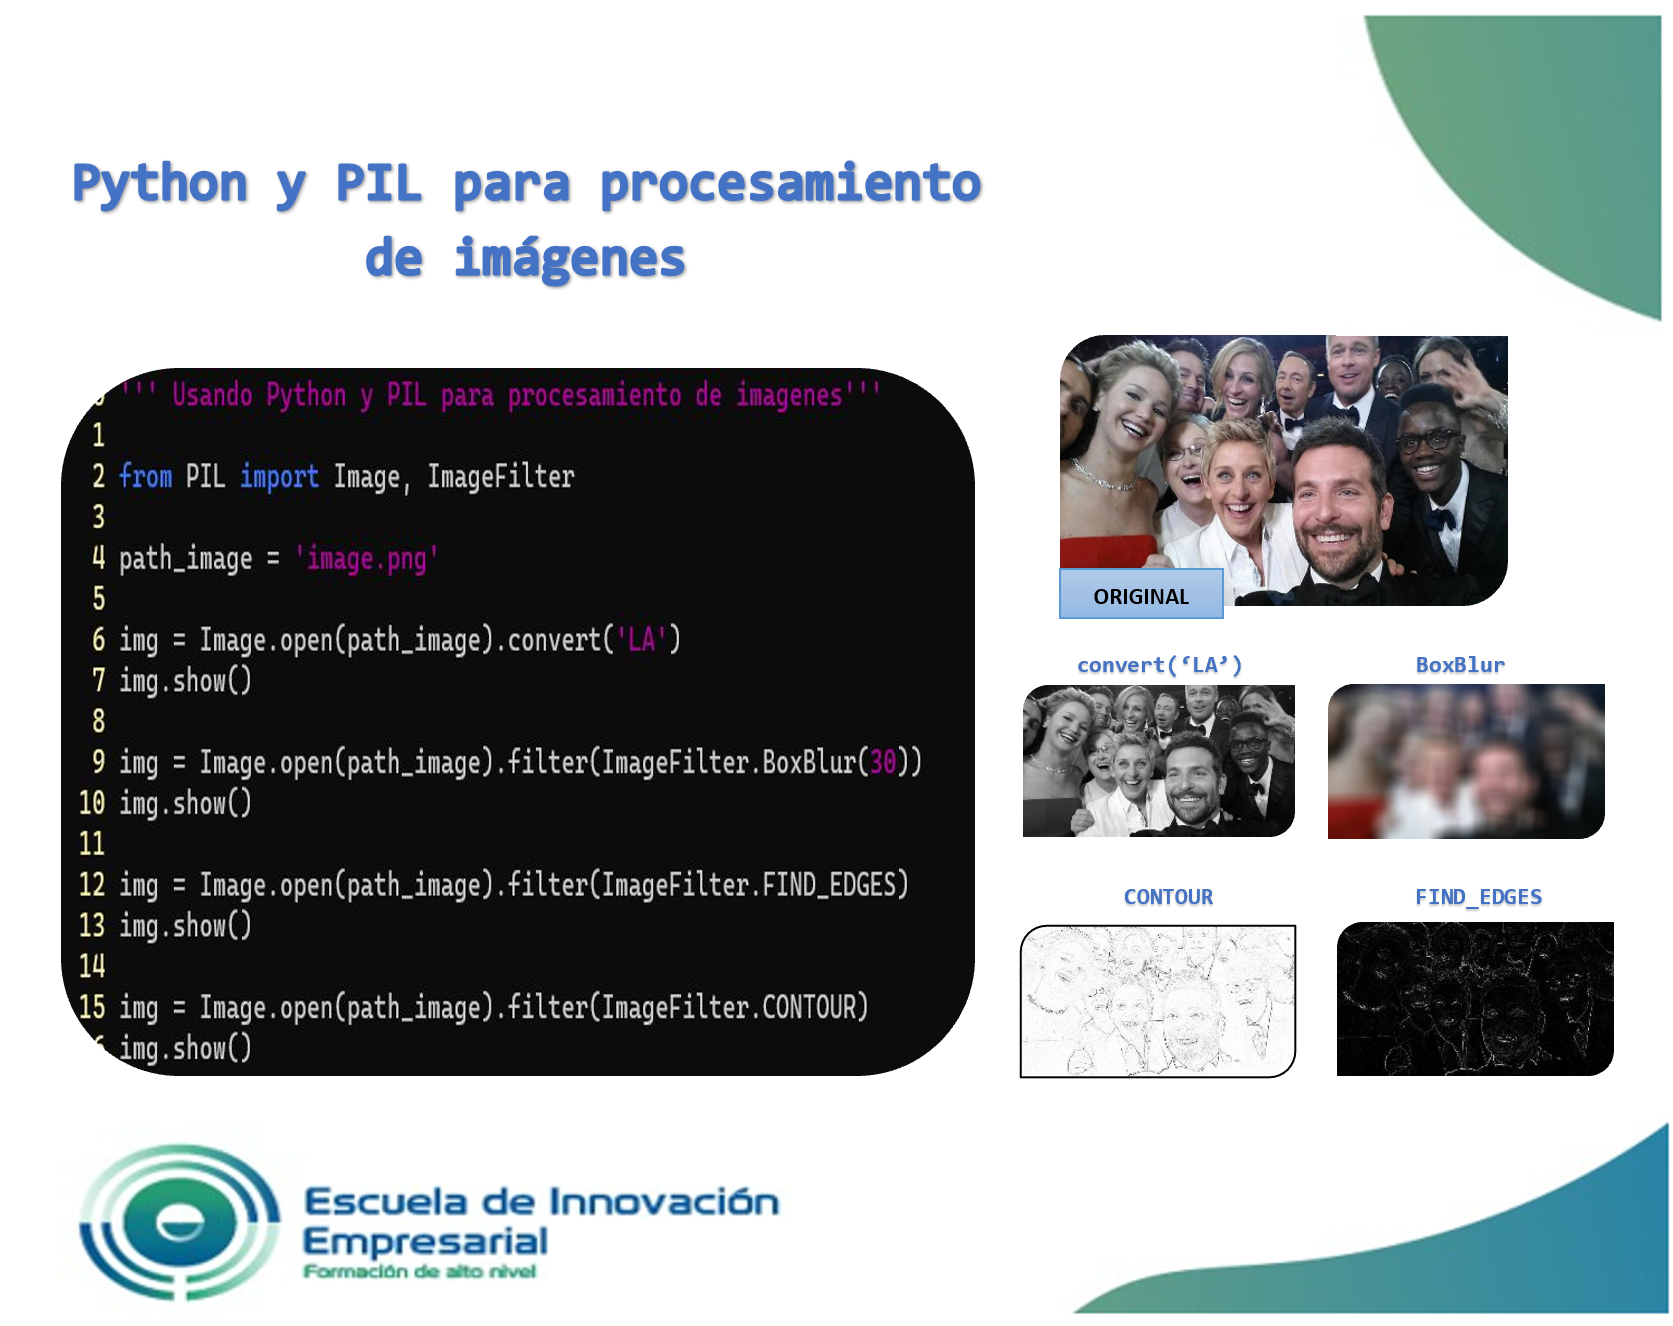 Python y PIL para procesamiento
de imágenes
''' Usando Python y PIL para procesamiento de imagenes'''
1
2 from PIL import Image, ImageFilter
3
4 path_image = 'image.png'
5
6 img = Image.open(path_image).convert('LA')
7 img.show()
8
9 img = Image.open(path_image).filter(ImageFilter.BoxBlur(30))
10 img.show()
11
12 img = Image.open(path_image).filter(ImageFilter.FIND_EDGES)
13 img.show()
14
15 img = Image.open(path_image).filter(ImageFilter.CONTOUR)
6 img.show()
ORIGINAL
convert(‘LA’)
BoxBlur
CONTOUR
FIND_EDGES
Escuela de Innovación
Empresarial
Formación de alto nivel